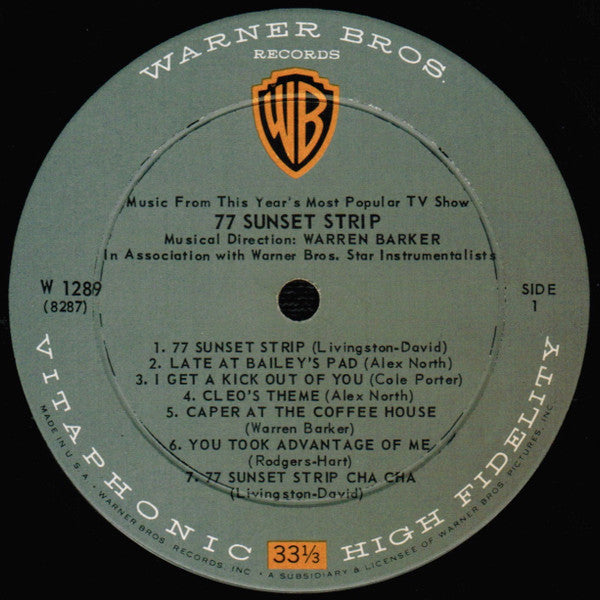 WARNER BROS.
RECORDS
WB
Music From This Year's Most Popular TV Show
77 SUNSET STRIP
Musical Direction: WARREN BARKER
In Association with Warner Bros. Star Instrumentalists
W 1289
(8287)
SIDE
1
1. 77 SUNSET STRIP (Livingston-David)
2. LATE AT BAILEY'S PAD (Alex North)
3. I GET A KICK OUT OF YOU (Cole Porter)
4. CLEO'S THEME (Alex North)
5. CAPER AT THE COFFEE HOUSE
(Warren Barker)
6. YOU TOOK ADVANTAGE OF ME
(Rodgers-Hart)
7. 77 SUNSET STRIP CHA CHA
(Livingston-David)
VITAPHONIC
33⅓
HIGH FIDELITY
MADE IN U.S.A. • WARNER BROS. RECORDS, INC. • A SUBSIDIARY & LICENSEE OF WARNER BROS. PICTURES, INC.